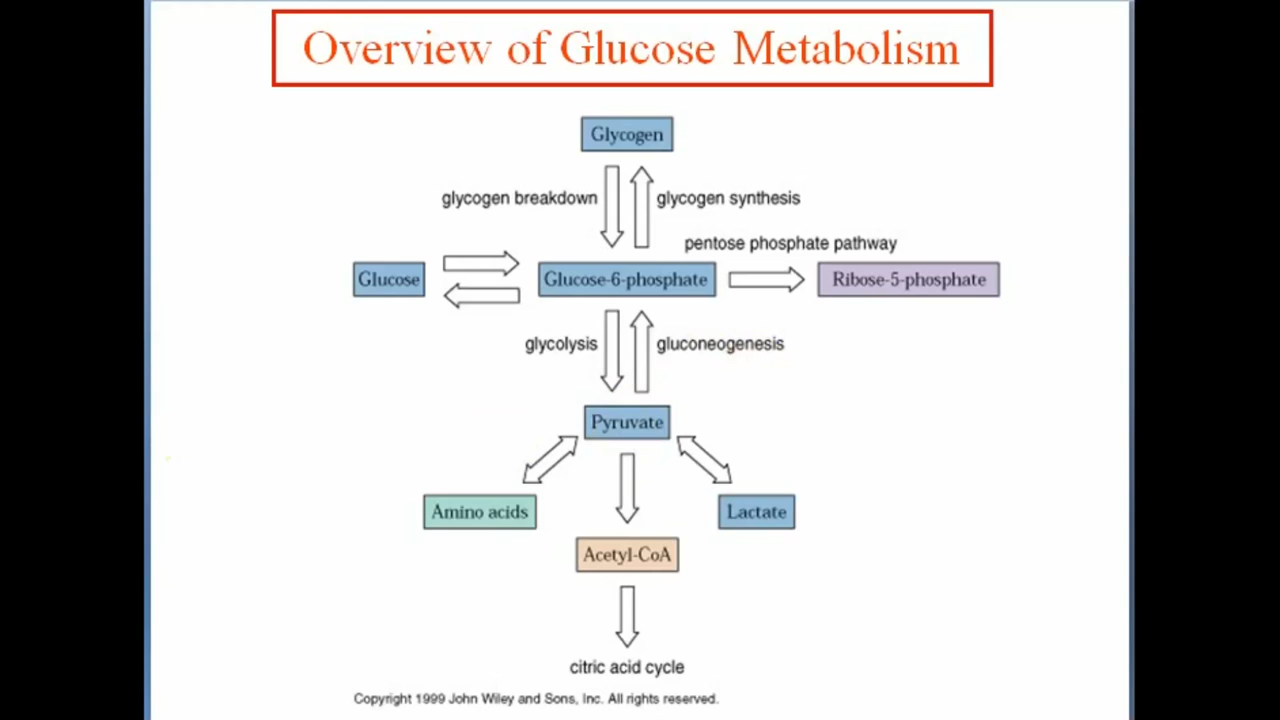 Overview of Glucose Metabolism
Glycogen
glycogen breakdown
glycogen synthesis
pentose phosphate pathway
Glucose
Glucose-6-phosphate
Ribose-5-phosphate
glycolysis
gluconeogenesis
Pyruvate
Amino acids
Lactate
Acetyl-CoA
citric acid cycle
Copyright 1999 John Wiley and Sons, Inc. All rights reserved.